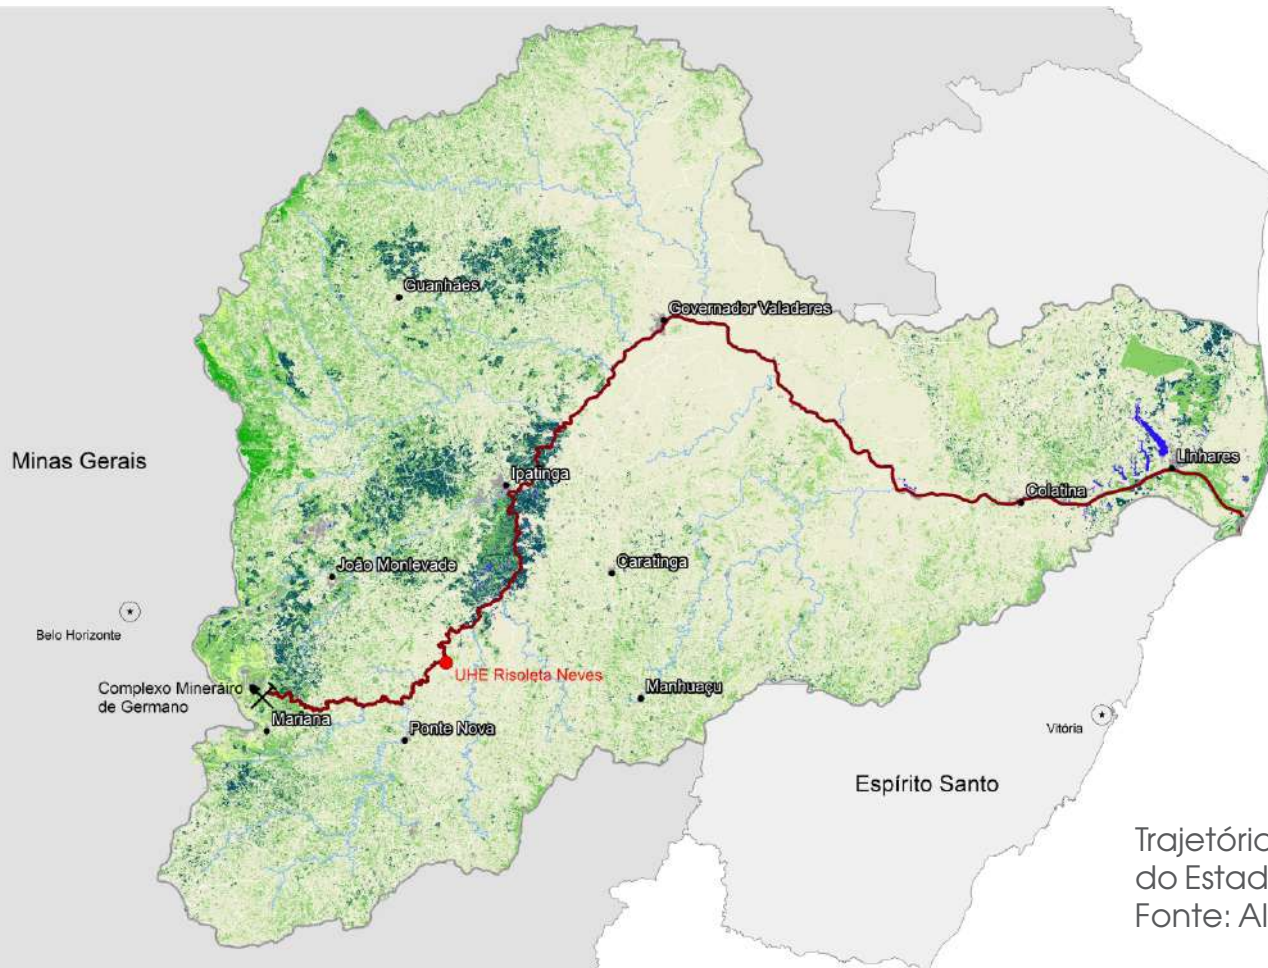 Guanhães
Governador Valadares
Minas Gerais
Ipatinga
Linhares
Colatina
João Monlevade
Caratinga
Belo Horizonte
UHE Risoleta Neves
Complexo Mineráiro
de Germano
Manhuaçu
Mariana
Ponte Nova
Vitória
Espírito Santo
Trajetória
do Estad
Fonte: Al